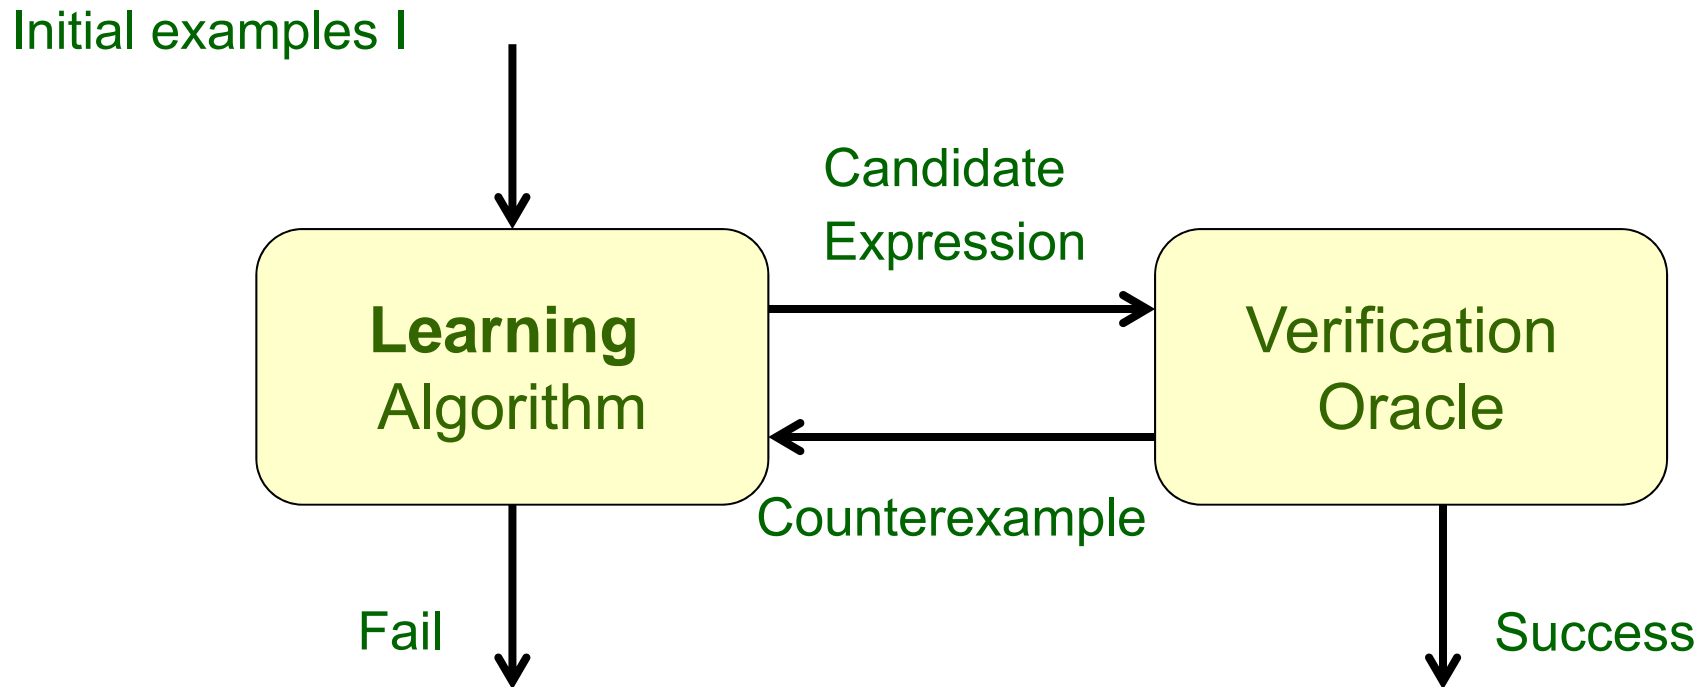 Initial examples I
Candidate
Expression
Learning
Algorithm
Verification
Oracle
Counterexample
Fail
Success